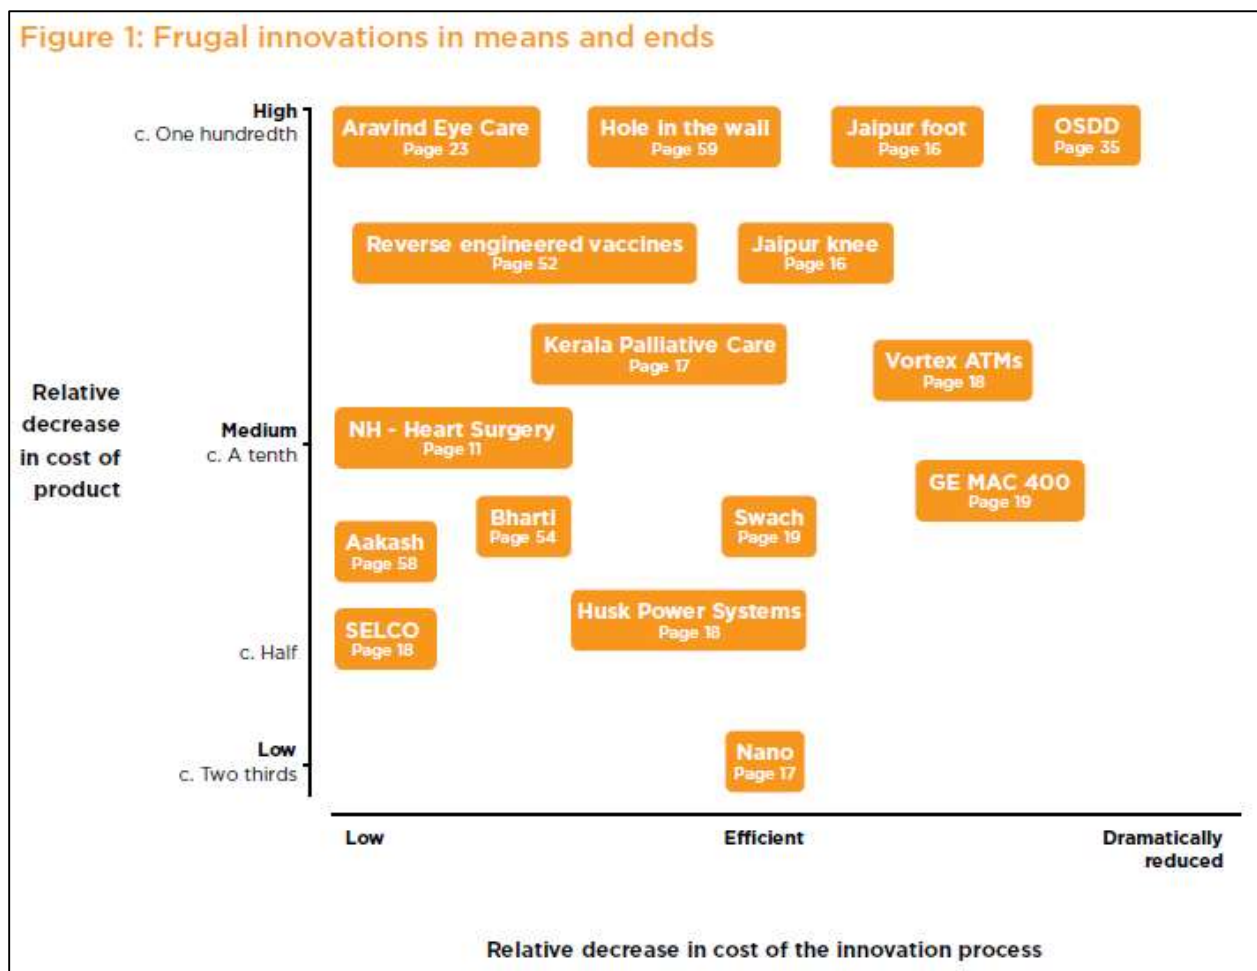 Figure 1: Frugal innovations in means and ends
High
c. One hundredth
Aravind Eye Care
Page 23
Hole in the wall
Page 59
Jaipur foot
Page 16
OSDD
Page 35
Reverse engineered vaccines
Page 52
Jaipur knee
Page 16
Kerala Palliative Care
Page 17
Vortex ATMs
Page 18
Relative
decrease
in cost of
product
Medium
c. A tenth
NH - Heart Surgery
Page 11
GE MAC 400
Page 19
Bharti
Page 54
Swach
Page 19
Aakash
Page 58
Husk Power Systems
Page 18
SELCO
Page 18
c. Half
Low
c. Two thirds
Nano
Page 17
Low
Efficient
Dramatically
reduced
Relative decrease in cost of the innovation process